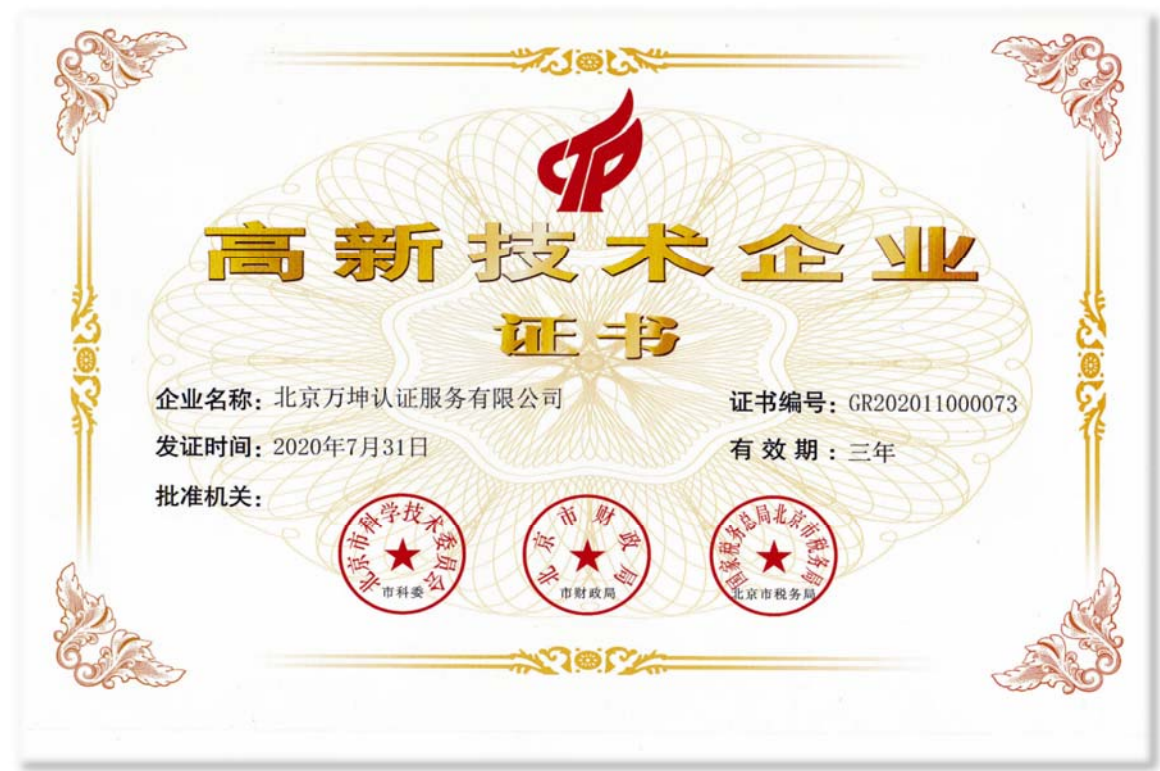 高新技术企业
证书
企业名称：北京万坤认证服务有限公司
证书编号：GR202011000073
发证时间：2020年7月31日
有效期：三年
批准机关：
北京市科学技术委员会
市科委
北京市财政局
市财政局
国家税务总局北京市税务局
北京市税务局